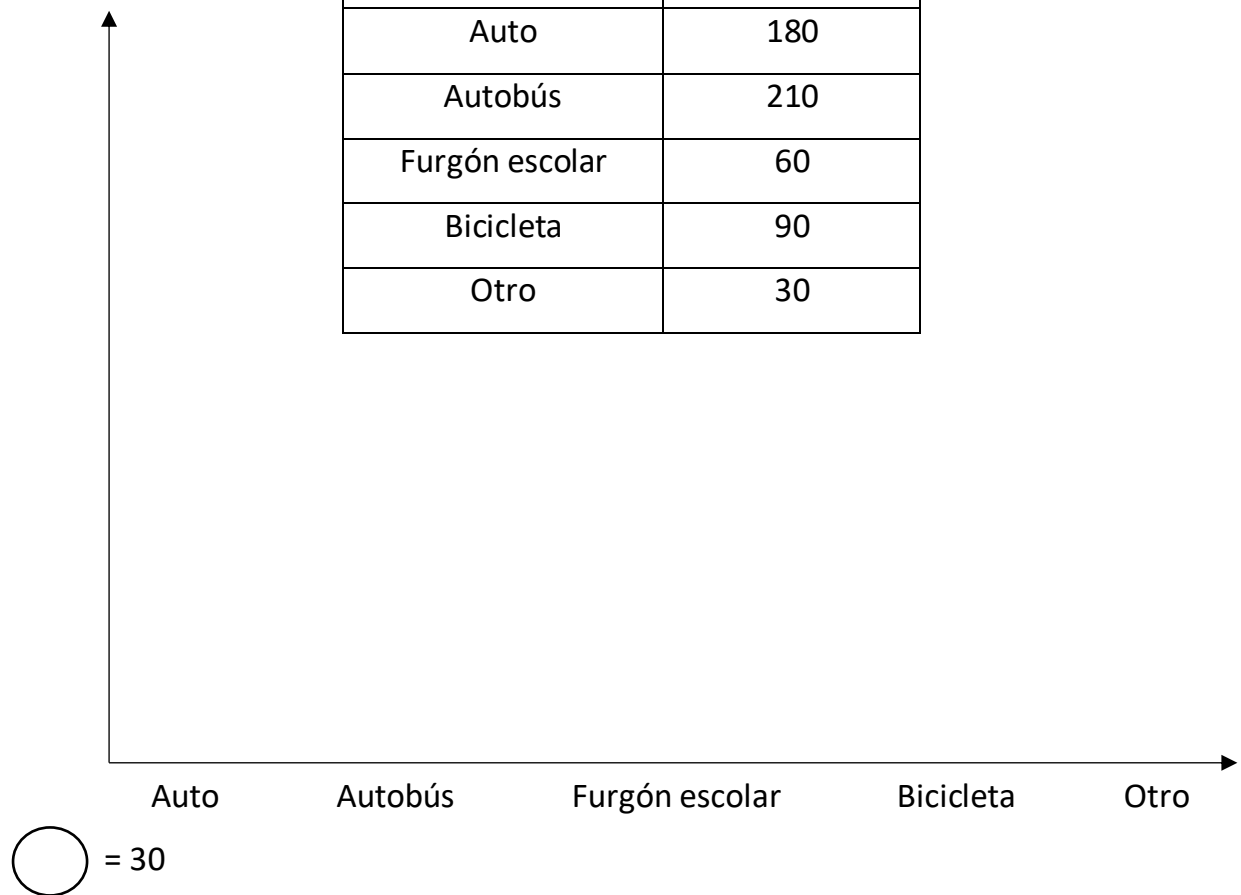 Auto 180
Autobús 210
Furgón escolar 60
Bicicleta 90
Otro 30
Auto Autobús Furgón escolar Bicicleta Otro
= 30